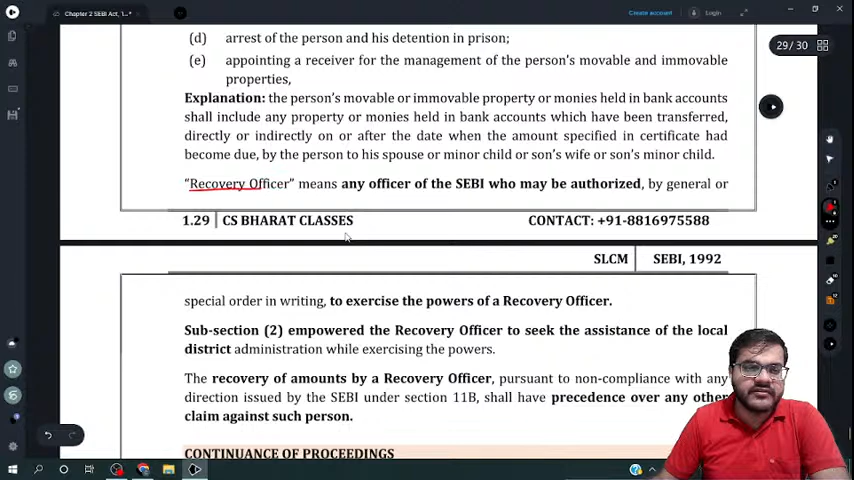 Chapter 2 SEBI Act, 1...*
Create account
Login
29 / 30
(d) arrest of the person and his detention in prison;
(e) appointing a receiver for the management of the person's movable and immovable
properties,
Explanation: the person's movable or immovable property or monies held in bank accounts
shall include any property or monies held in bank accounts which have been transferred,
directly or indirectly on or after the date when the amount specified in certificate had
become due, by the person to his spouse or minor child or son's wife or son's minor child.
"Recovery Officer" means any officer of the SEBI who may be authorized, by general or
1.29 CS BHARAT CLASSES CONTACT: +91-8816975588
SLCM SEBI, 1992
special order in writing, to exercise the powers of a Recovery Officer.
Sub-section (2) empowered the Recovery Officer to seek the assistance of the local
district administration while exercising the powers.
The recovery of amounts by a Recovery Officer, pursuant to non-compliance with any
direction issued by the SEBI under section 11B, shall have precedence over any other
claim against such person.
CONTINUANCE OF PROCEEDINGS